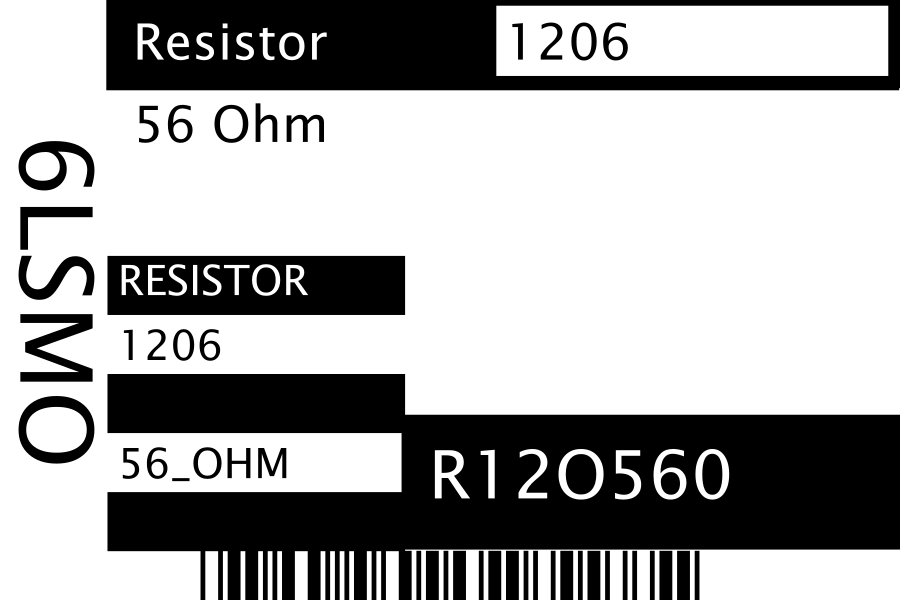 Resistor 1206
56 Ohm
6LSMO
RESISTOR
1206
56_OHM
R12O560